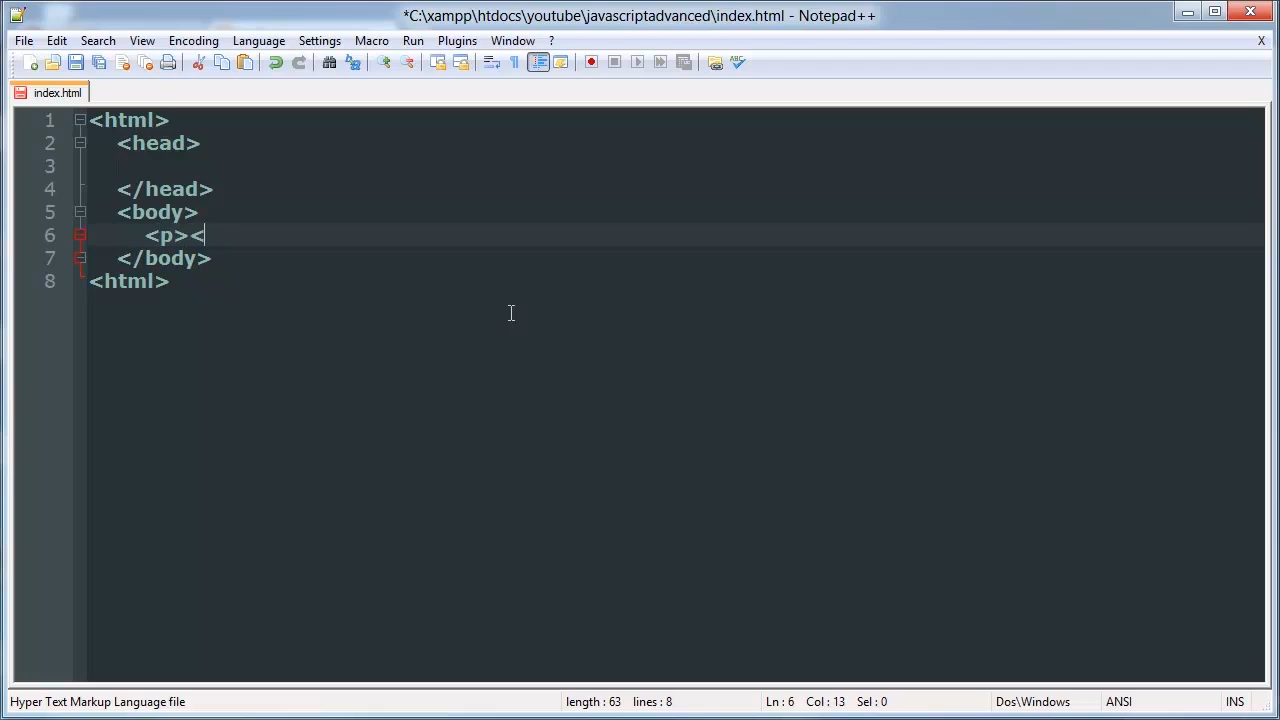 *C:\xampp\htdocs\youtube\javascriptadvanced\index.html - Notepad++
File Edit Search View Encoding Language Settings Macro Run Plugins Window ? X
index.html
1 <html>
2 <head>
3
4 </head>
5 <body>
6 <p><
7 </body>
8 <html>
Hyper Text Markup Language file length : 63 lines : 8 Ln : 6 Col : 13 Sel : 0 Dos\Windows ANSI INS